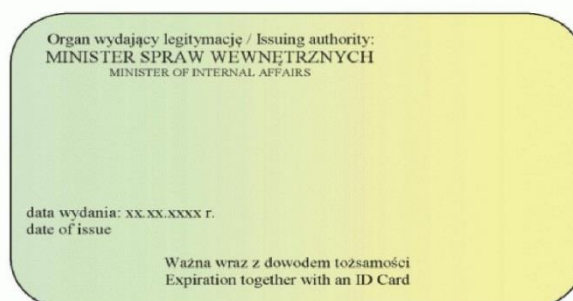 Organ wydający legitymację / Issuing authority:
MINISTER SPRAW WEWNĘTRZNYCH
MINISTER OF INTERNAL AFFAIRS
data wydania: xx.xx.xxxx r.
date of issue
Ważna wraz z dowodem tożsamości
Expiration together with an ID Card